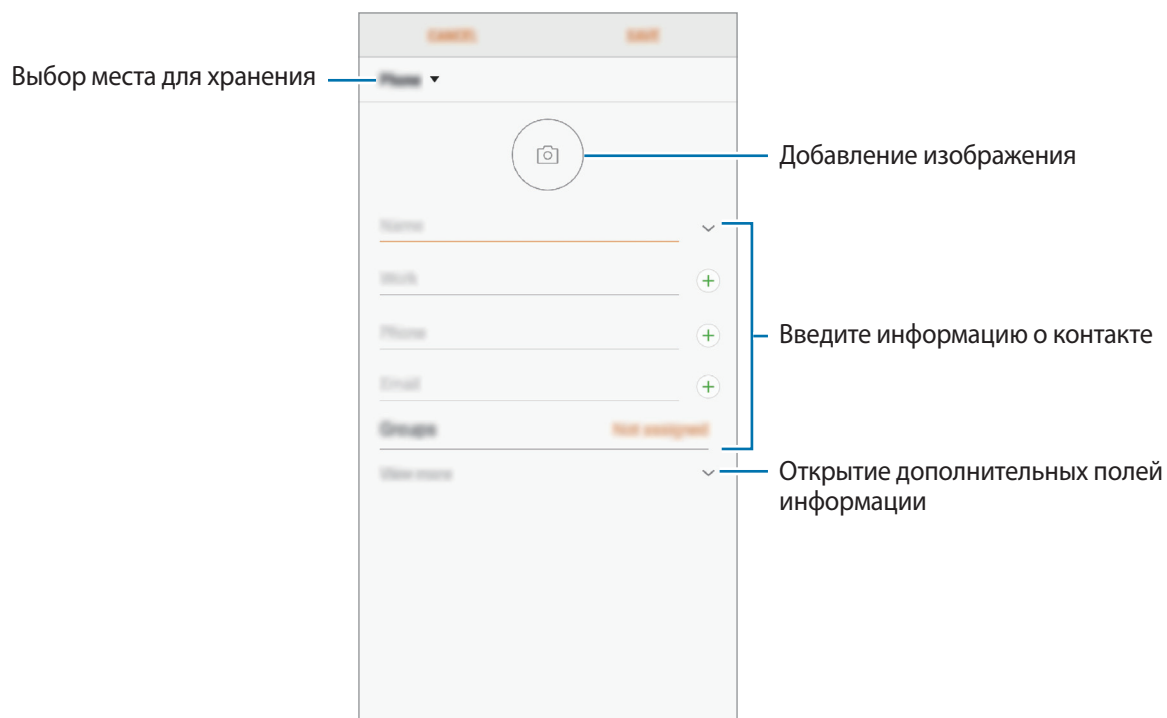 CANCEL
SAVE
Выбор места для хранения
Phone
Добавление изображения
Name
Work
Phone
Введите информацию о контакте
Email
Groups
Not assigned
View more
Открытие дополнительных полей
информации